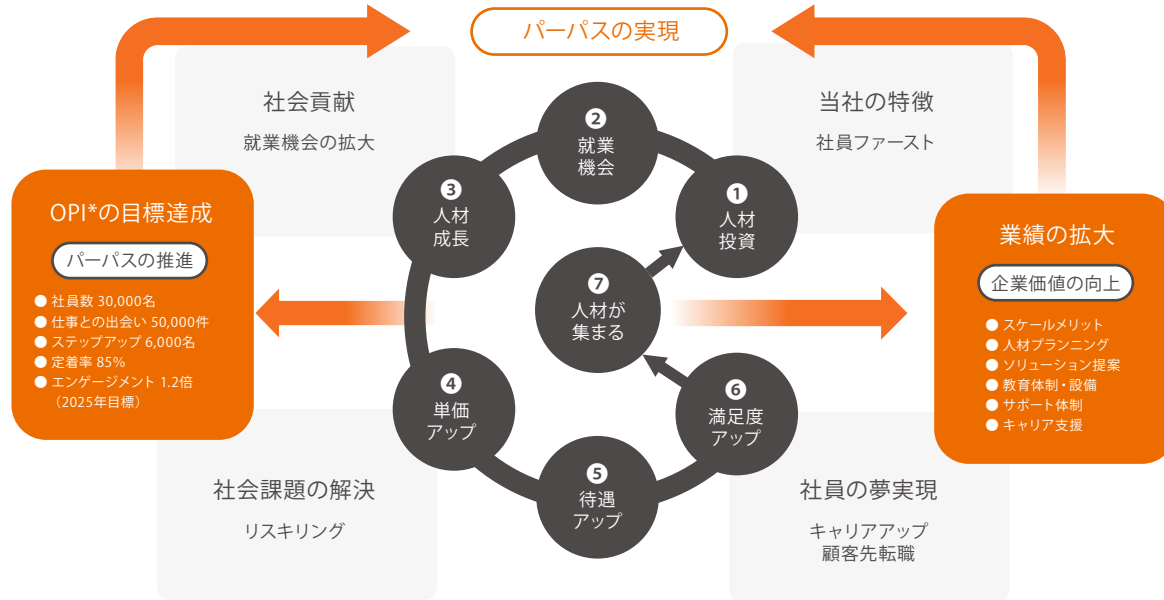 パーパスの実現
社会貢献
就業機会の拡大
当社の特徴
社員ファースト
❶
人材
投資
❷
就業
機会
❸
人材
成長
❹
単価
アップ
❺
待遇
アップ
❻
満足度
アップ
❼
人材が
集まる
OPI*の目標達成
パーパスの推進
● 社員数 30,000名
● 仕事との出会い 50,000件
● ステップアップ 6,000名
● 定着率 85%
● エンゲージメント 1.2倍
（2025年目標）
業績の拡大
企業価値の向上
● スケールメリット
● 人材プランニング
● ソリューション提案
● 教育体制・設備
● サポート体制
● キャリア支援
社会課題の解決
リスキリング
社員の夢実現
キャリアアップ
顧客先転職